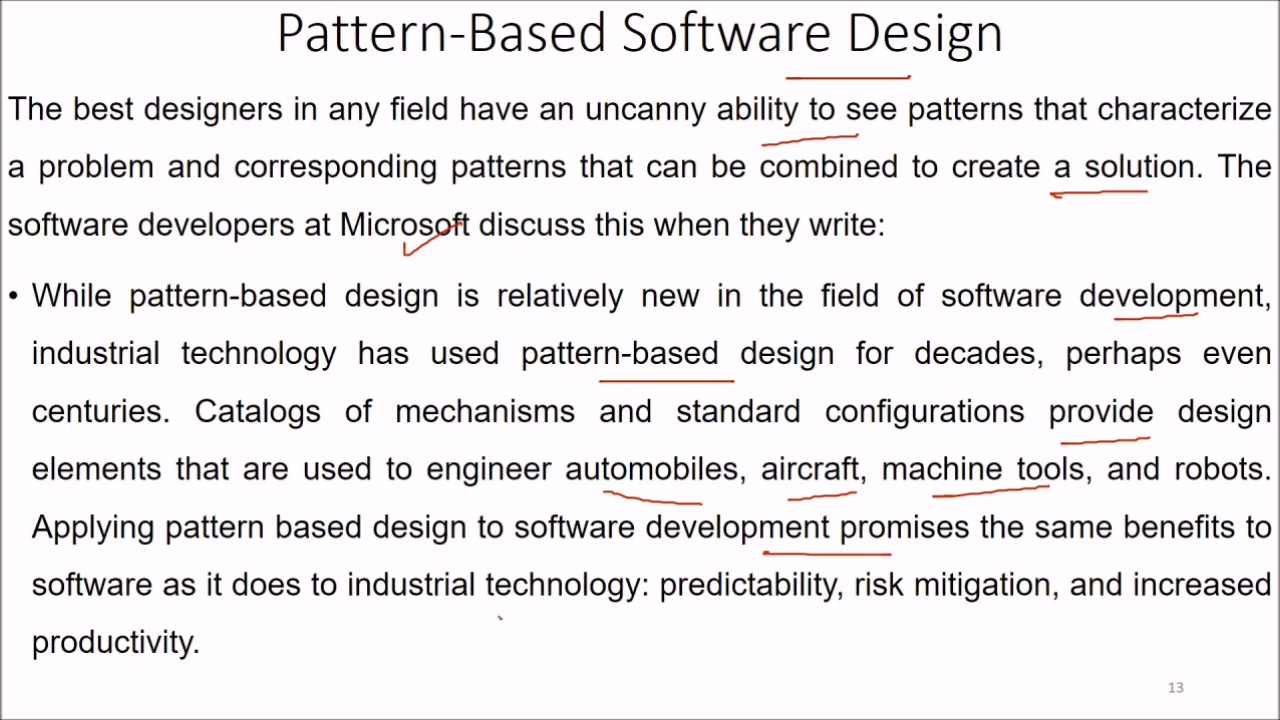 Pattern-Based Software Design
The best designers in any field have an uncanny ability to see patterns that characterize
a problem and corresponding patterns that can be combined to create a solution. The
software developers at Microsoft discuss this when they write:
• While pattern-based design is relatively new in the field of software development,
industrial technology has used pattern-based design for decades, perhaps even
centuries. Catalogs of mechanisms and standard configurations provide design
elements that are used to engineer automobiles, aircraft, machine tools, and robots.
Applying pattern based design to software development promises the same benefits to
software as it does to industrial technology: predictability, risk mitigation, and increased
productivity.
13